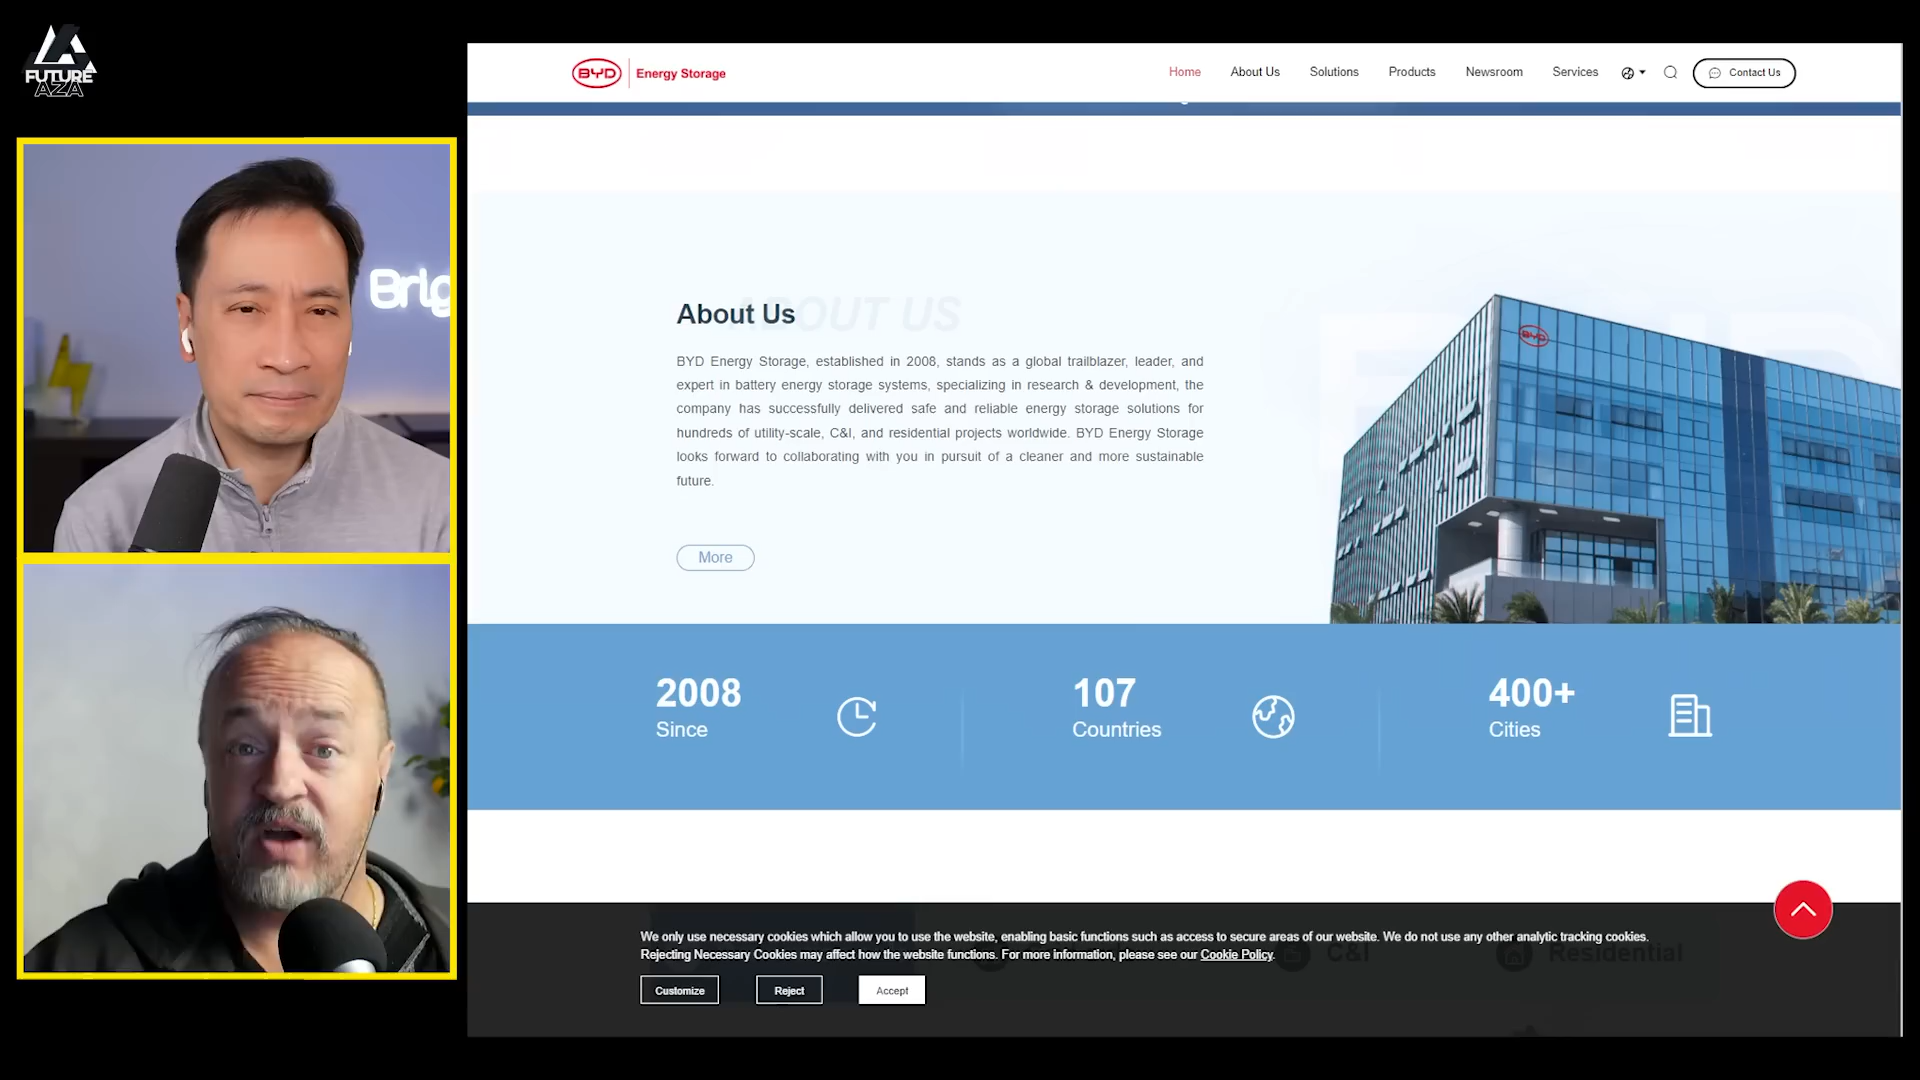 FUTURE
AZA
BYD Energy Storage
Home About Us Solutions Products Newsroom Services Contact Us
Brig
ABOUT US
About Us
BYD
BYD Energy Storage, established in 2008, stands as a global trailblazer, leader, and
expert in battery energy storage systems, specializing in research & development, the
company has successfully delivered safe and reliable energy storage solutions for
hundreds of utility-scale, C&I, and residential projects worldwide. BYD Energy Storage
looks forward to collaborating with you in pursuit of a cleaner and more sustainable
future.
More
2008
Since
107
Countries
400+
Cities
We only use necessary cookies which allow you to use the website, enabling basic functions such as access to secure areas of our website. We do not use any other analytic tracking cookies.
Rejecting Necessary Cookies may affect how the website functions. For more information, please see our Cookie Policy.
C&I
Residential
Customize Reject Accept